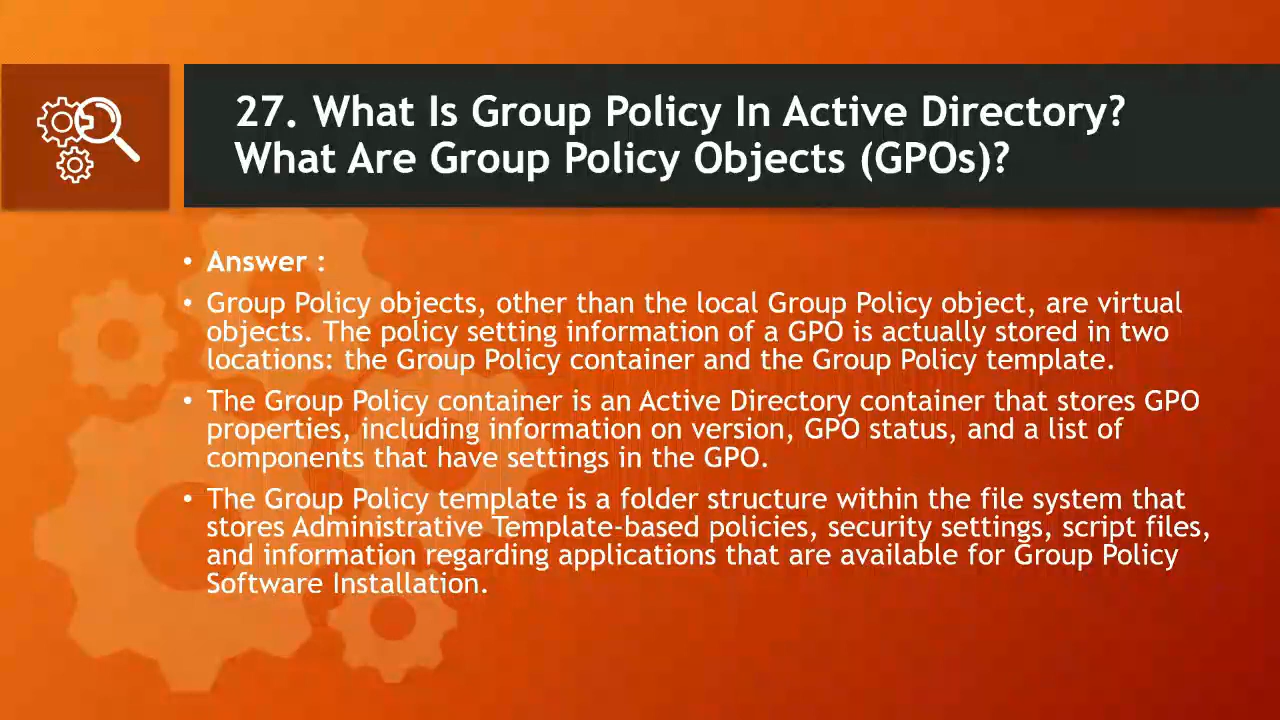 27. What Is Group Policy In Active Directory?
What Are Group Policy Objects (GPOs)?
• Answer :
• Group Policy objects, other than the local Group Policy object, are virtual
objects. The policy setting information of a GPO is actually stored in two
locations: the Group Policy container and the Group Policy template.
• The Group Policy container is an Active Directory container that stores GPO
properties, including information on version, GPO status, and a list of
components that have settings in the GPO.
• The Group Policy template is a folder structure within the file system that
stores Administrative Template-based policies, security settings, script files,
and information regarding applications that are available for Group Policy
Software Installation.